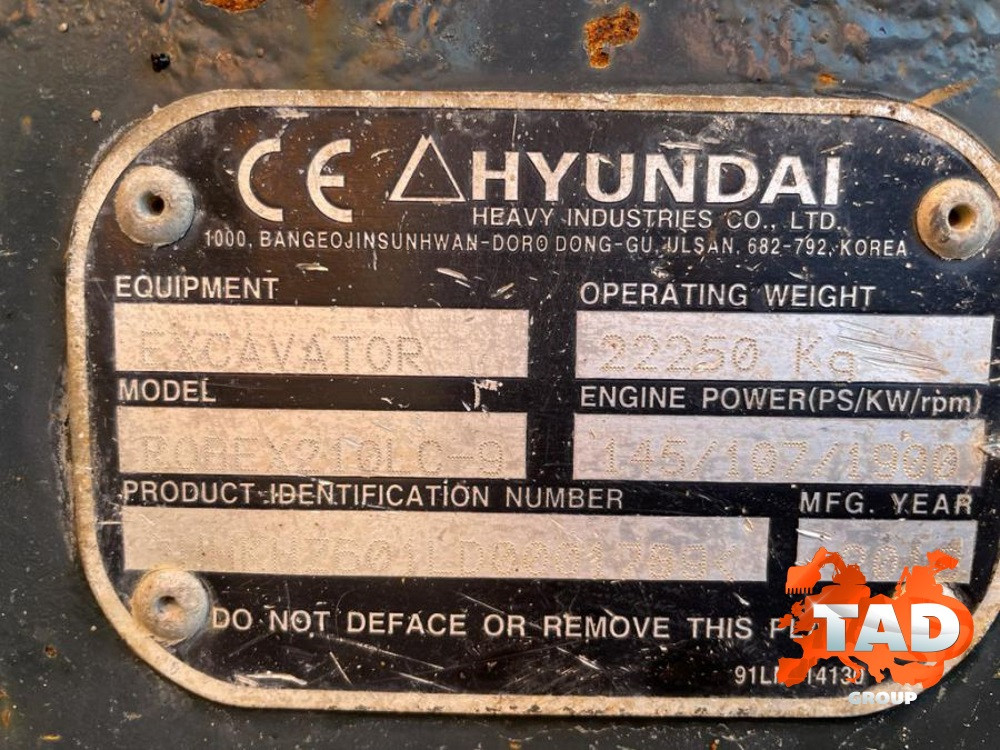 CE HYUNDAI
HEAVY INDUSTRIES CO., LTD.
1000, BANGEOJINSUNHWAN-DORO DONG-GU, ULSAN, 682-792, KOREA
EQUIPMENT OPERATING WEIGHT
EXCAVATOR 22250 Kg
MODEL ENGINE POWER(PS/KW/rpm)
ROBEX210LC-9 145/107/1900
PRODUCT IDENTIFICATION NUMBER MFG. YEAR
DO NOT DEFACE OR REMOVE THIS
TAD
GROUP